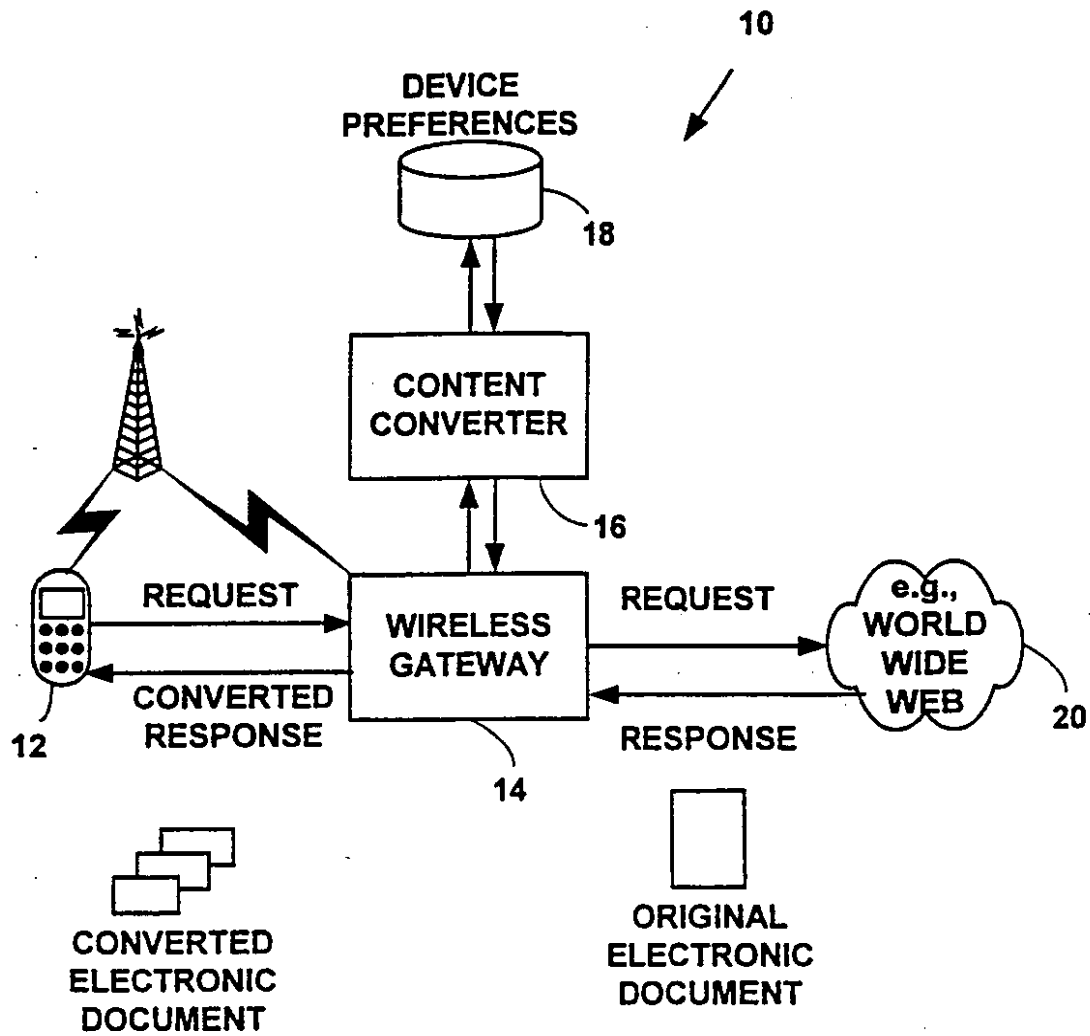 10
DEVICE
PREFERENCES
18
CONTENT
CONVERTER
16
REQUEST
WIRELESS
GATEWAY
REQUEST
e.g.,
WORLD
WIDE
WEB
CONVERTED
RESPONSE
RESPONSE
12
14
20
CONVERTED
ELECTRONIC
DOCUMENT
ORIGINAL
ELECTRONIC
DOCUMENT